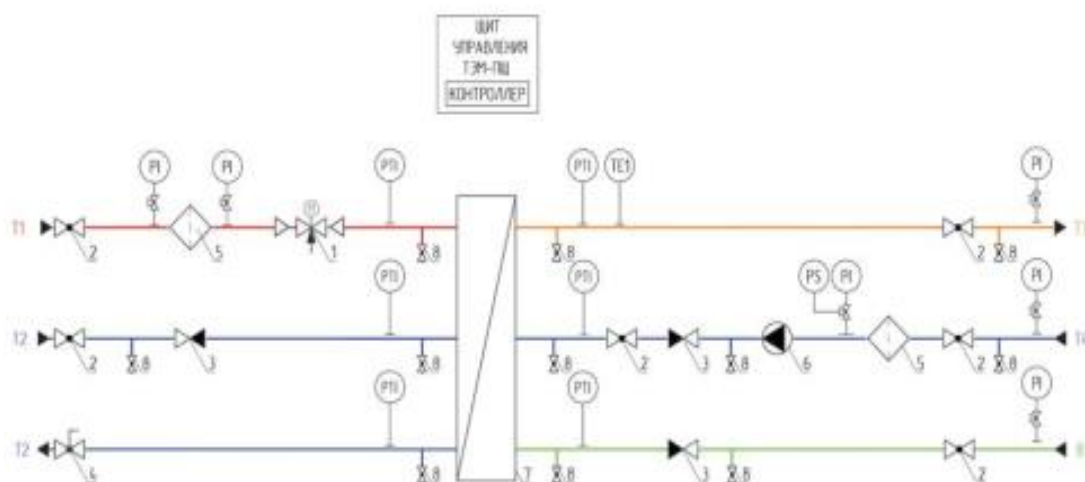 ЩИТ
УПРАВЛЕНИЯ
ТЭМ-ПЩ
КОНТРОЛЛЕР
PI PI PTI PTI TE1 PI
T1 2 5 1 8 8 2 8
PTI PTI PS PI PI
T2 2 8 3 8 8 2 3 8 6 5 2 8
PTI PTI PI
T2 4 8 7 8 3 8 2